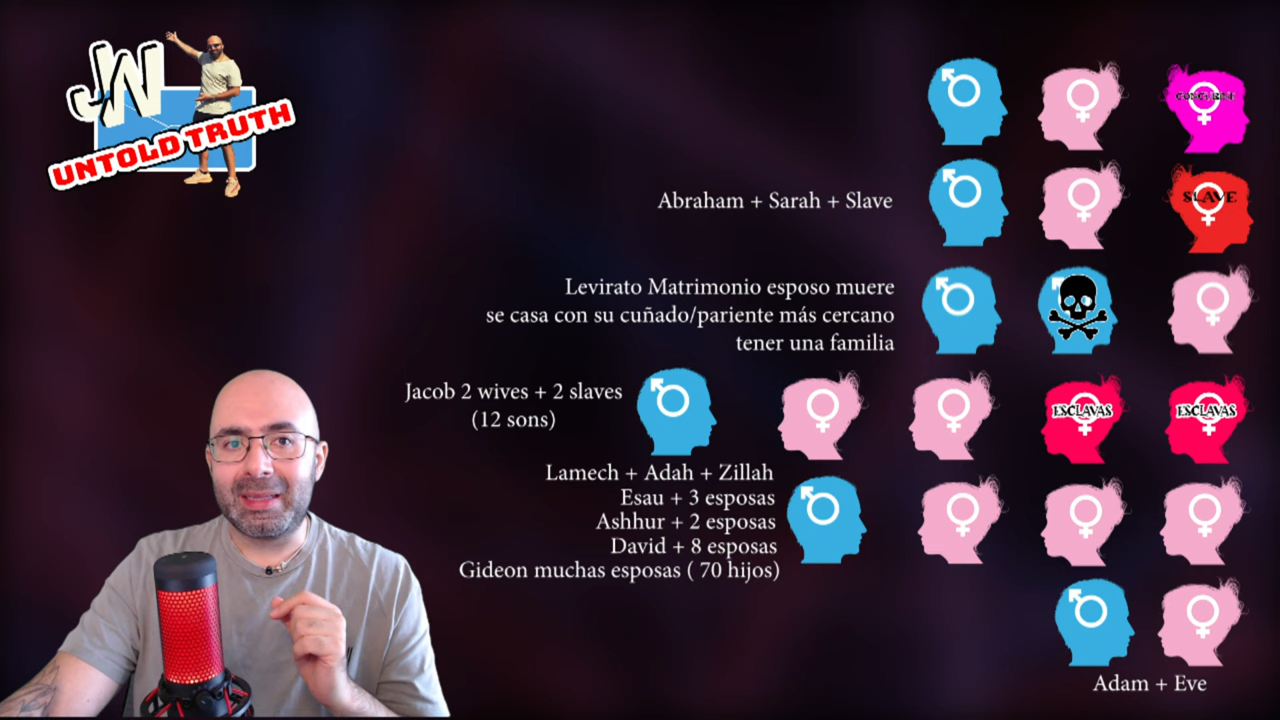 JW
UNTOLD TRUTH
Abraham + Sarah + Slave
SLAVE
Levirato Matrimonio esposo muere
se casa con su cuñado/pariente más cercano
tener una familia
Jacob 2 wives + 2 slaves
(12 sons)
ESCLAVAS
ESCLAVAS
Lamech + Adah + Zillah
Esau + 3 esposas
Ashhur + 2 esposas
David + 8 esposas
Gideon muchas esposas ( 70 hijos)
Adam + Eve